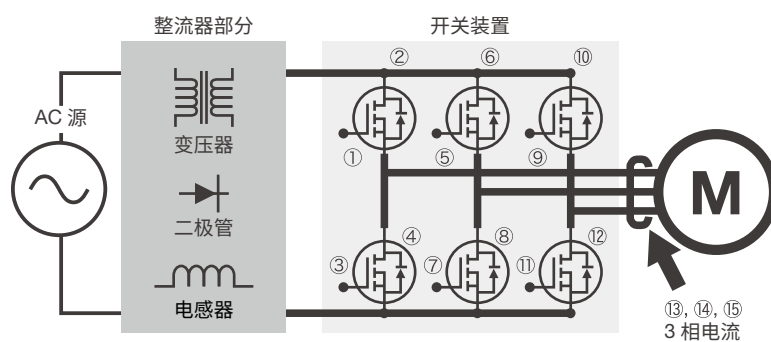 整流器部分
开关装置
② ⑥ ⑩
AC 源
变压器
① ⑤ ⑨
M
二极管
④ ⑧ ⑫
③ ⑦ ⑪
电感器
⑬, ⑭, ⑮
3 相电流